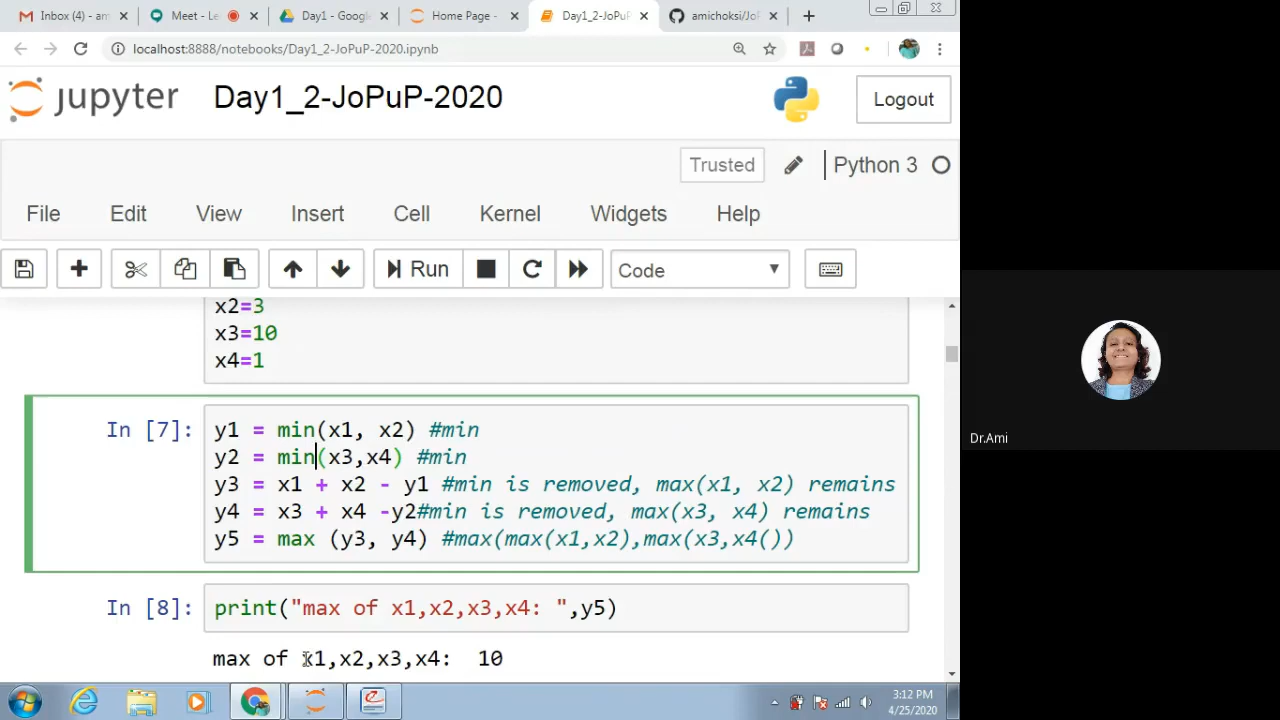 Inbox (4) - am
Meet - Le
Day1 - Google
Home Page -
Day1_2-JoPuP
amichoksi/JoP
localhost:8888/notebooks/Day1_2-JoPuP-2020.ipynb
jupyter Day1_2-JoPuP-2020
Logout
Trusted
Python 3
File Edit View Insert Cell Kernel Widgets Help
Run
Code
x2=3
x3=10
x4=1
In [7]:
y1 = min(x1, x2) #min
y2 = min(x3,x4) #min
y3 = x1 + x2 - y1 #min is removed, max(x1, x2) remains
y4 = x3 + x4 -y2#min is removed, max(x3, x4) remains
y5 = max (y3, y4) #max(max(x1,x2),max(x3,x4())
In [8]:
print("max of x1,x2,x3,x4: ",y5)
max of x1,x2,x3,x4:  10
Dr.Ami
3:12 PM
4/25/2020